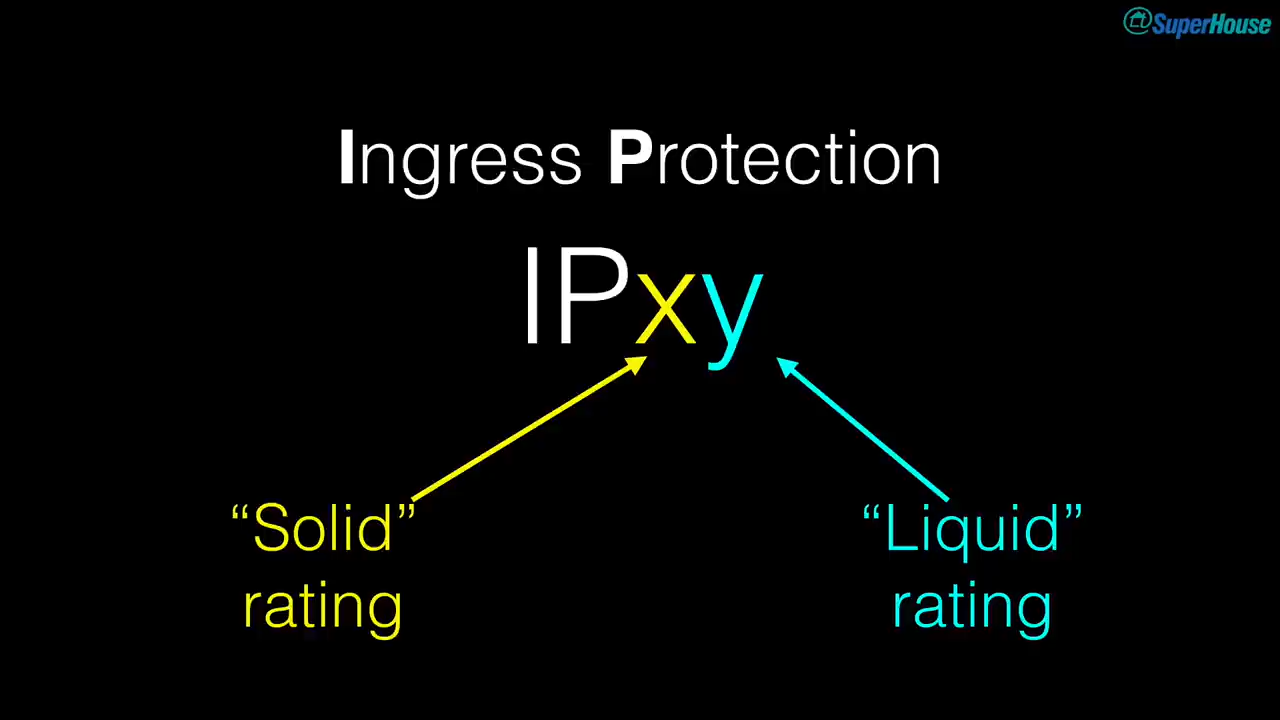 @SuperHouse
Ingress Protection
IPxy
“Solid”
rating
“Liquid”
rating